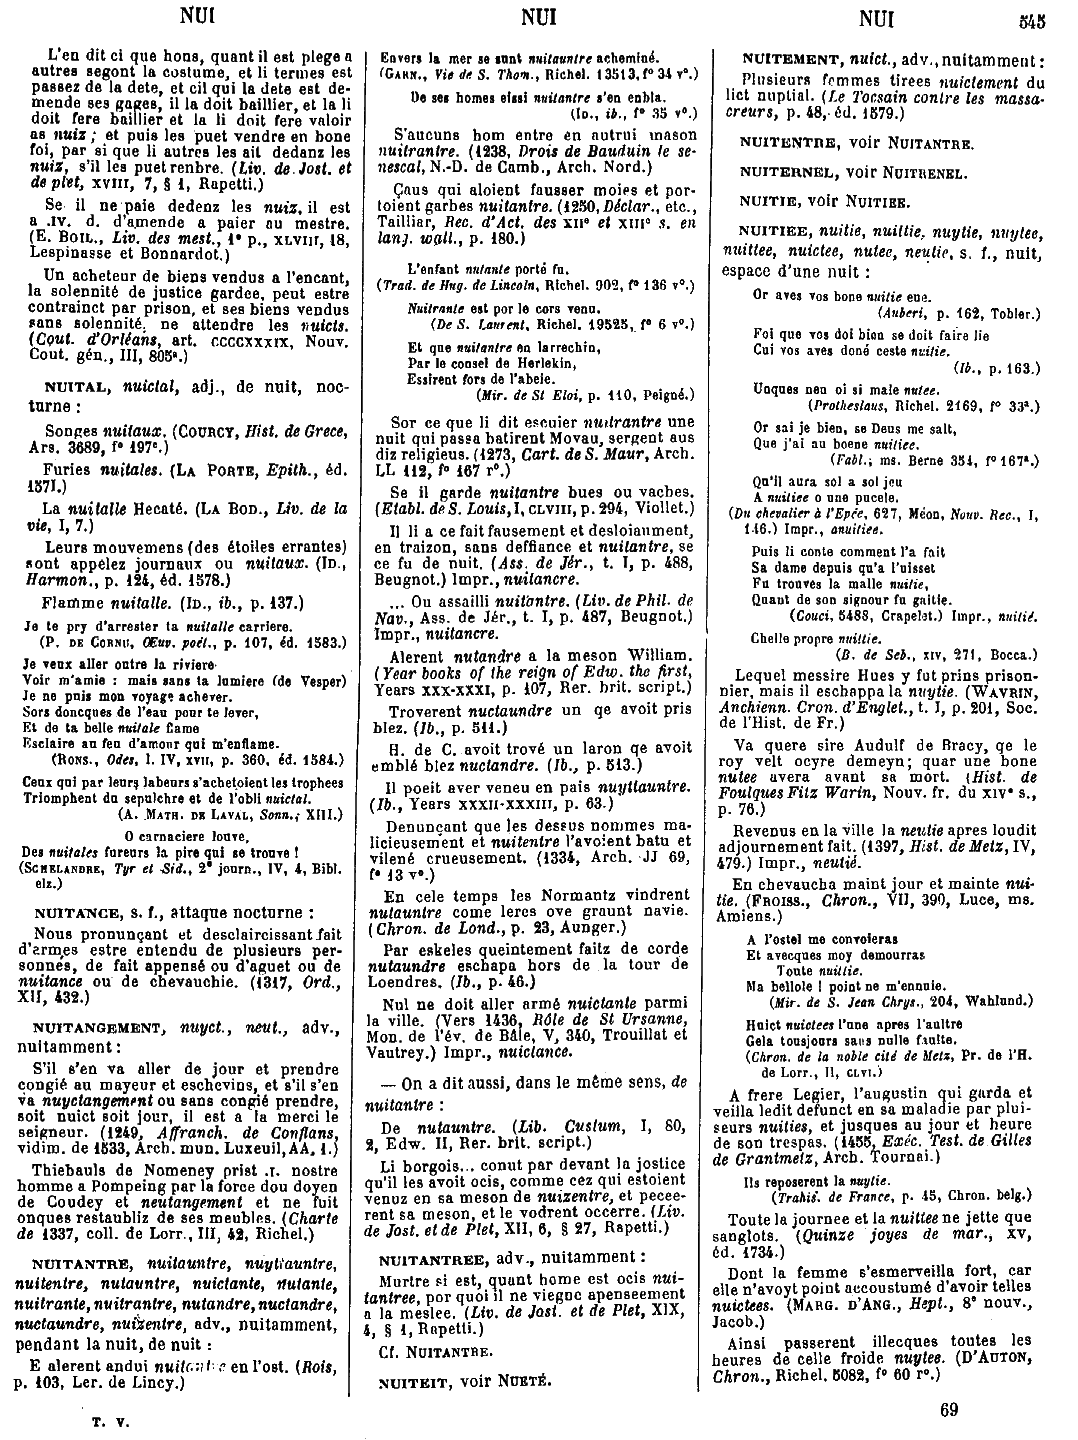 NUI
NUI
NUI
545
L'en dit ci que hons, quant il est plege a
autres segont la costume, et li termes est
passez de la dete, et cil qui la dete est de-
mende ses gages, il la doit baillier, et la li
doit fere baillier et la li doit fere valoir
as nuiz ; et puis les puet vendre en bone
foi, par si que li autres les ait dedanz les
nuiz, s'il les puet renbre. (Liv. de Jost. et
de plet, XVIII, 7, § 1, Rapetti.)
Se il ne paie dedenz les nuiz, il est
a .IV. d. d'amende a paier au mestre.
(E. BOIL., Liv. des mest., 1ª p., XLVIII, 18,
Lespinasse et Bonnardot.)
Un acheteur de biens vendus a l'encant,
la solennité de justice gardee, peut estre
contrainct par prison, et ses biens vendus
sans solennité, ne attendre les nuicts.
(Cout. d'Orléans, art. CCCCXXXIX, Nouv.
Cout. gén., III, 805ª.)
NUITAL, nuictal, adj., de nuit, noc-
turne :
Songes nuitaux. (COURCY, Hist. de Grece,
Ars. 3689, fº 197ᶜ.)
Furies nuitales. (LA PORTE, Epith., éd.
1571.)
La nuitalle Hecaté. (LA BOD., Liv. de la
vie, I, 7.)
Leurs mouvemens (des étoiles errantes)
sont appelez journaux ou nuitaux. (ID.,
Harmon., p. 124, éd. 1578.)
Flamme nuitalle. (ID., ib., p. 137.)
Je te pry d'arrester ta nuitalle carriere.
(P. DE CORNU, Œuv. poét., p. 107, éd. 1583.)
Je veux aller outre la riviere
Voir m'amie : mais sans ta lumiere (de Vesper)
Je ne puis mon voyage achever.
Sors doncques de l'eau pour te lever,
Et de ta belle nuitale flame
Esclaire au feu d'amour qui m'enflame.
(RONS., Odes, l. IV, XVII, p. 360, éd. 1584.)
Ceux qui par leurs labeurs s'achetoient les trophees
Triomphent du sepulchre et de l'obli nuictal.
(A. MATH. DE LAVAL, Sonn., XIII.)
O carnaciere louve,
Des nuitales fureurs la pire qui se trouve !
(SCHELANDRE, Tyr et Sid., 2ᵉ journ., IV, 4, Bibl.
elz.)
NUITANCE, s. f., attaque nocturne :
Nous pronunçant et desclaircissant fait
d'armes estre entendu de plusieurs per-
sonnes, de fait appensé ou d'aguet ou de
nuitance ou de chevauchie. (1317, Ord.,
XII, 432.)
NUITANGEMENT, nuyct., neut., adv.,
nuitamment :
S'il s'en va aller de jour et prendre
congié au mayeur et eschevins, et s'il s'en
va nuyctangement ou sans congié prendre,
soit nuict soit jour, il est a la merci le
seigneur. (1249, Affranch. de Conflans,
vidim. de 1533, Arch. mun. Luxeuil, AA, 1.)
Thiebauls de Nomeney prist .I. nostre
homme a Pompeing par la force dou doyen
de Coudey et neutangement et ne fuit
onques restaubliz de ses meubles. (Charte
de 1337, coll. de Lorr., III, 42, Richel.)
NUITANTRE, nuitauntre, nuytauntre,
nuitentre, nutauntre, nuictante, nutante,
nuitrante, nuitrantre, nutandre, nuctandre,
nuctaundre, nuizentre, adv., nuitamment,
pendant la nuit, de nuit :
E alerent andui nuitantre en l'ost. (Rois,
p. 103, Ler. de Lincy.)
T. V.
Envers la mer se sunt nuitauntre acheminé.
(GARN., Vie de S. Thom., Richel. 13513, fº 34 vº.)
De ses homes eissi nuitantre s'en enbla.
(ID., ib., fº 35 vº.)
S'aucuns hom entre en autrui mason
nuitrantre. (1238, Drois de Bauduin le se-
nescal, N.-D. de Camb., Arch. Nord.)
Çaus qui aloient fausser moies et por-
toient garbes nuitantre. (1250, Déclar., etc.,
Tailliar, Rec. d'Act. des XIIᵉ et XIIIᵉ s. en
lang. wall., p. 180.)
L'enfant nutante porté fu.
(Trad. de Hug. de Lincoln, Richel. 902, fº 136 vº.)
Nuitrante est por le cors venu.
(De S. Laurent, Richel. 19525, fº 6 vº.)
Et que nuitantre en larrechin,
Par le consel de Herlekin,
Essirent fors de l'abeie.
(Mir. de St Eloi, p. 110, Peigné.)
Sor ce que li dit escuier nuitrantre une
nuit qui passa batirent Movau, sergent aus
diz religieus. (1273, Cart. de S. Maur, Arch.
LL 112, fº 167 rº.)
Se il garde nuitantre bues ou vaches.
(Etabl. de S. Louis, I, CLVIII, p. 294, Viollet.)
Il li a ce fait fausement et desloiaument,
en traizon, sans deffiance et nuitantre, se
ce fu de nuit. (Ass. de Jér., t. I, p. 488,
Beugnot.) Impr., nuitancre.
... Ou assailli nuitantre. (Liv. de Phil. de
Nav., Ass. de Jér., t. I, p. 487, Beugnot.)
Impr., nuitancre.
Alerent nutandre a la meson William.
(Year books of the reign of Edw. the first,
Years XXX-XXXI, p. 107, Rer. brit. script.)
Troverent nuctaundre un qe avoit pris
blez. (Ib., p. 511.)
H. de C. avoit trové un laron qe avoit
emblé blez nuctandre. (Ib., p. 513.)
Il poeit aver veneu en pais nuyttauntre.
(Ib., Years XXXII-XXXIII, p. 63.)
Denunçant que les dessus nommes ma-
licieusement et nuitentre l'avoient batu et
vilené crueusement. (1334, Arch. JJ 69,
fº 13 vº.)
En cele temps les Normantz vindrent
nutauntre come leres ove graunt navie.
(Chron. de Lond., p. 23, Aunger.)
Par eskeles queintement faitz de corde
nutaundre eschapa hors de la tour de
Loendres. (Ib., p. 46.)
Nul ne doit aller armé nuictante parmi
la ville. (Vers 1436, Rôle de St Ursanne,
Mon. de l'év. de Bâle, V, 340, Trouillat et
Vautrey.) Impr., nuiclance.
— On a dit aussi, dans le même sens, de
nuitantre :
De nutauntre. (Lib. Custum, I, 80,
2, Edw. II, Rer. brit. script.)
Li borgois... conut par devant la justice
qu'il les avoit ocis, comme cez qui estoient
venuz en sa meson de nuizentre, et pecee-
rent sa meson, et le vodrent occerre. (Liv.
de Jost. et de Plet, XII, 6, § 27, Rapetti.)
NUITANTREE, adv., nuitamment :
Murtre si est, quant home est ocis nui-
tantree, por quoi il ne viegne apenseement
a la meslee. (Liv. de Jost. et de Plet, XIX,
4, § 1, Rapetti.)
Cf. NUITANTRE.
NUITEIT, voir NUETÉ.
NUITEMENT, nuict., adv., nuitamment :
Plusieurs femmes tirees nuictement du
lict nuptial. (Le Tocsain contre les massa-
creurs, p. 48, éd. 1579.)
NUITENTRE, voir NUITANTRE.
NUITERNEL, voir NUITRENEL.
NUITIE, voir NUITIEE.
NUITIEE, nuitie, nuittie, nuytie, nuytee,
nuittee, nuictee, nutee, neutie, s. f., nuit,
espace d'une nuit :
Or aves vos bone nuitie eue.
(Auberi, p. 162, Tobler.)
Foi que vos doi bien se doit faire lie
Cui vos aves doné ceste nuitie.
(Ib., p. 163.)
Unques neu oi si male nutee.
(Protheslaus, Richel. 2169, fº 33ª.)
Or sai je bien, se Deus me salt,
Que j'ai au boene nuitiee.
(Fabl., ms. Berne 354, fº 167ª.)
Qu'il aura sol a sol jeu
A nuitiee o une pucele.
(Du chevalier à l'Epée, 627, Méon, Nouv. Rec., I,
146.) Impr., anuitiee.
Puis li conte comment l'a fait
Sa dame depuis qu'a l'uisset
Fu trouvés la malle nuitie,
Quant de son signour fu gaitie.
(Couci, 5488, Crapelet.) Impr., nuitié.
Chelle propre nuittie.
(B. de Seb., XIV, 271, Bocca.)
Lequel messire Hues y fut prins prison-
nier, mais il eschappa la nuytie. (WAVRIN,
Anchienn. Cron. d'Englet., t. I, p. 201, Soc.
de l'Hist. de Fr.)
Va quere sire Audulf de Bracy, qe le
roy velt ocyre demeyn; quar une bone
nutee avera avant sa mort. (Hist. de
Foulques Fitz Warin, Nouv. fr. du XIVᵉ s.,
p. 76.)
Revenus en la ville la neutie apres loudit
adjournement fait. (1397, Hist. de Metz, IV,
479.) Impr., neutié.
En chevaucha maint jour et mainte nui-
tie. (FROISS., Chron., VII, 390, Luce, ms.
Amiens.)
A l'ostel me convoieras
Et avecques moy demourras
Toute nuittie.
Ma bellole ! point ne m'ennuie.
(Mir. de S. Jean Chrys., 204, Wahlund.)
Huict nuictees l'une apres l'aultre
Gela tousjours sans nulle faulte.
(Chron. de la noble cité de Metz, Pr. de l'H.
de Lorr., II, CLVI.)
A frere Legier, l'augustin qui garda et
veilla ledit defunct en sa maladie par plui-
seurs nuities, et jusques au jour et heure
de son trespas. (1455, Exéc. Test. de Gilles
de Grantmetz, Arch. Tournai.)
Ils reposerent la nuytie.
(Trahis. de France, p. 45, Chron. belg.)
Toute la journee et la nuittee ne jette que
sanglots. (Quinze joyes de mar., XV,
éd. 1734.)
Dont la femme s'esmerveilla fort, car
elle n'avoyt point accoustumé d'avoir telles
nuictees. (MARG. D'ANG., Hept., 8ᵉ nouv.,
Jacob.)
Ainsi passerent illecques toutes les
heures de celle froide nuytee. (D'AUTON,
Chron., Richel. 5082, fº 60 rº.)
69